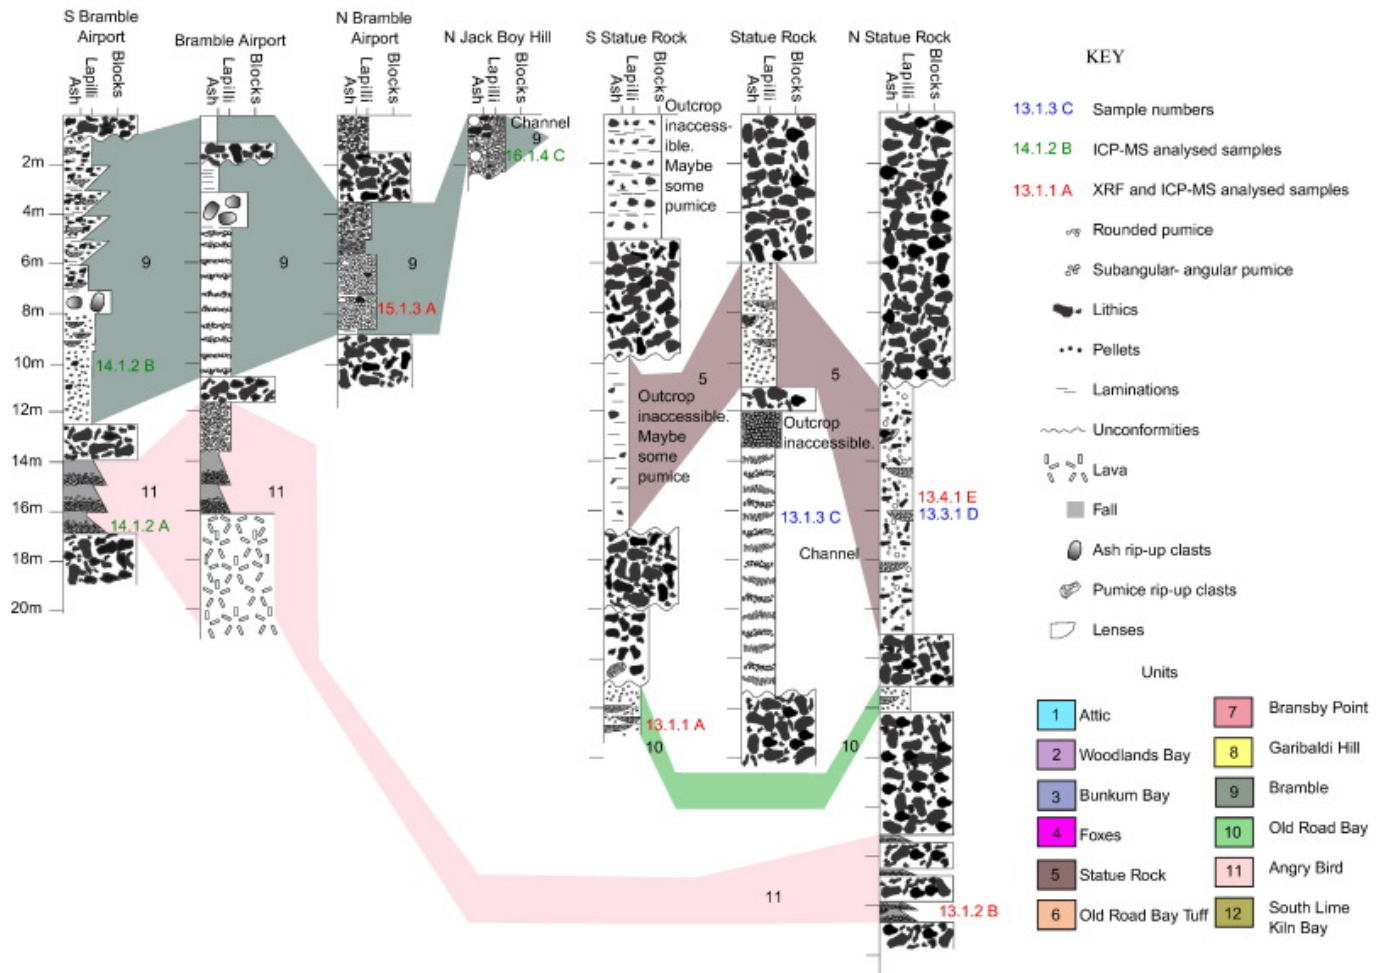 S Bramble
Airport
Bramble Airport
N Bramble
Airport
N Jack Boy Hill
S Statue Rock
Statue Rock
N Statue Rock
Ash
Lapilli
Blocks
Ash
Lapilli
Blocks
Ash
Lapilli
Blocks
Ash
Lapilli
Blocks
Ash
Lapilli
Blocks
Ash
Lapilli
Blocks
Ash
Lapilli
Blocks
2m
4m
6m
8m
10m
12m
14m
16m
18m
20m
9
14.1.2 B
11
14.1.2 A
9
11
9
15.1.3 A
Channel
9
16.1.4 C
Outcrop
inaccess-
ible.
Maybe
some
pumice
5
Outcrop
inaccessible.
Maybe
some
pumice
13.1.1 A
10
5
Outcrop
inaccessible.
13.1.3 C
Channel
10
13.4.1 E
13.3.1 D
11
13.1.2 B
KEY
13.1.3 C Sample numbers
14.1.2 B ICP-MS analysed samples
13.1.1 A XRF and ICP-MS analysed samples
Rounded pumice
Subangular- angular pumice
Lithics
Pellets
Laminations
Unconformities
Lava
Fall
Ash rip-up clasts
Pumice rip-up clasts
Lenses
Units
1 Attic
2 Woodlands Bay
3 Bunkum Bay
4 Foxes
5 Statue Rock
6 Old Road Bay Tuff
7 Bransby Point
8 Garibaldi Hill
9 Bramble
10 Old Road Bay
11 Angry Bird
12 South Lime
Kiln Bay